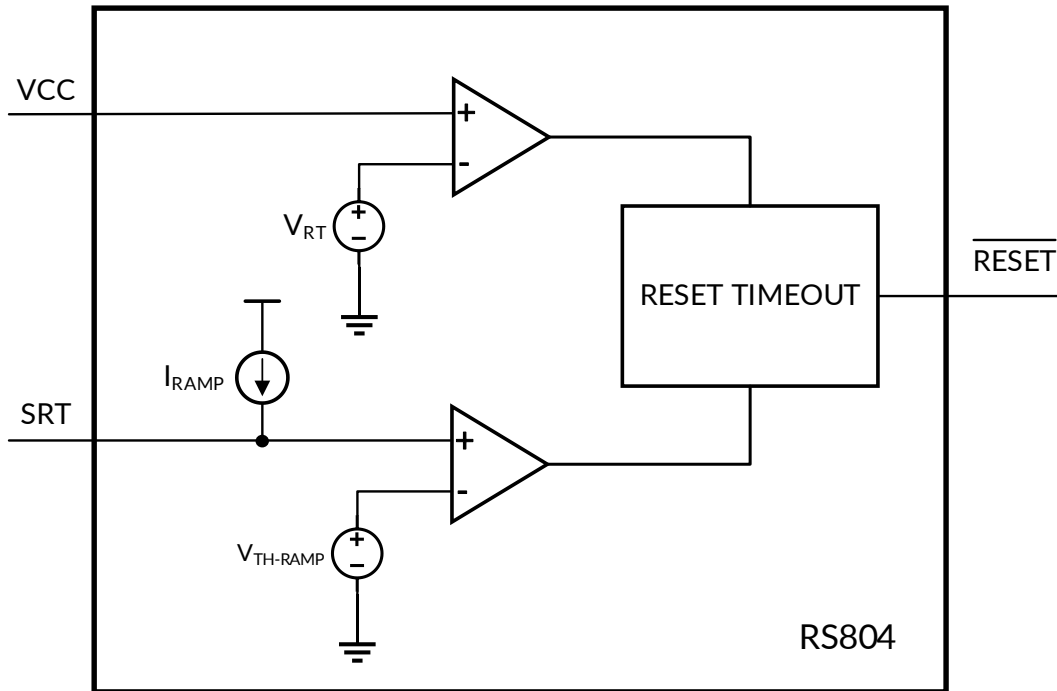 VCC
+
-
+
V_RT
-
RESET
RESET TIMEOUT
I_RAMP
SRT
+
-
+
V_TH-RAMP
-
RS804